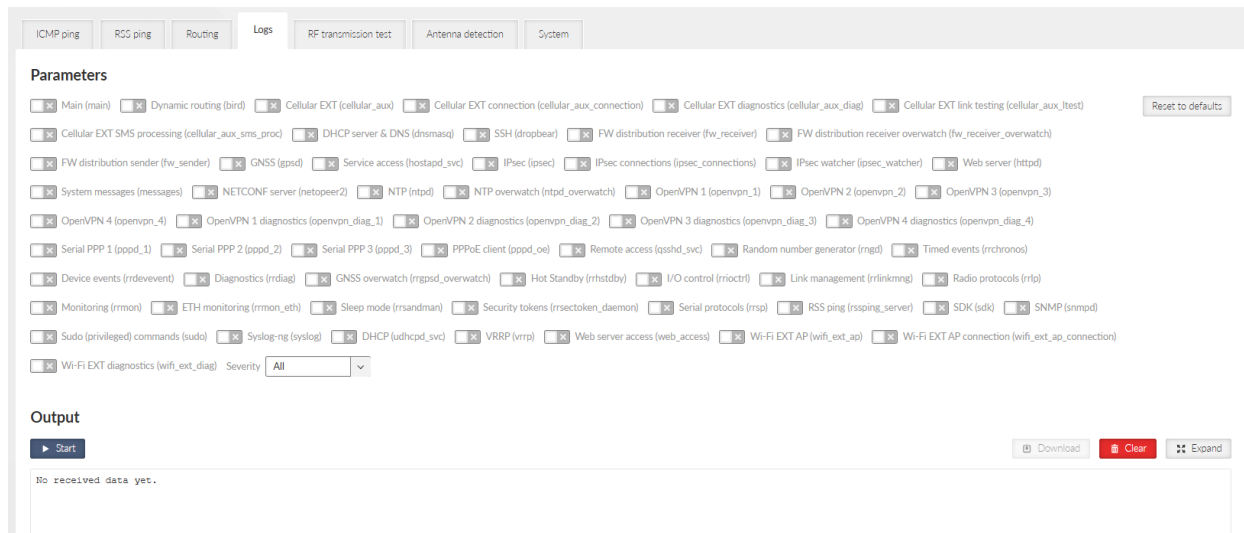 ICMP ping RSS ping Routing Logs RF transmission test Antenna detection System
Parameters
Main (main) Dynamic routing (bird) Cellular EXT (cellular_aux) Cellular EXT connection (cellular_aux_connection) Cellular EXT diagnostics (cellular_aux_diag) Cellular EXT link testing (cellular_aux_ltest) Reset to defaults
Cellular EXT SMS processing (cellular_aux_sms_proc) DHCP server & DNS (dnsmasq) SSH (dropbear) FW distribution receiver (fw_receiver) FW distribution receiver overwatch (fw_receiver_overwatch)
FW distribution sender (fw_sender) GNSS (gpsd) Service access (hostapd_svc) IPsec (ipsec) IPsec connections (ipsec_connections) IPsec watcher (ipsec_watcher) Web server (httpd)
System messages (messages) NETCONF server (netopeer2) NTP (ntpd) NTP overwatch (ntpd_overwatch) OpenVPN 1 (openvpn_1) OpenVPN 2 (openvpn_2) OpenVPN 3 (openvpn_3)
OpenVPN 4 (openvpn_4) OpenVPN 1 diagnostics (openvpn_diag_1) OpenVPN 2 diagnostics (openvpn_diag_2) OpenVPN 3 diagnostics (openvpn_diag_3) OpenVPN 4 diagnostics (openvpn_diag_4)
Serial PPP 1 (pppd_1) Serial PPP 2 (pppd_2) Serial PPP 3 (pppd_3) PPPoE client (pppd_oe) Remote access (qsshd_svc) Random number generator (rngd) Timed events (rrchronos)
Device events (rrdevevent) Diagnostics (rrdiag) GNSS overwatch (rrgpsd_overwatch) Hot Standby (rrhstdby) I/O control (rrioctrl) Link management (rrlinkmng) Radio protocols (rrlp)
Monitoring (rrmon) ETH monitoring (rrmon_eth) Sleep mode (rrsandman) Security tokens (rrsectoken_daemon) Serial protocols (rrsp) RSS ping (rssping_server) SDK (sdk) SNMP (snmpd)
Sudo (privileged) commands (sudo) Syslog-ng (syslog) DHCP (udhcpd_svc) VRRP (vrrp) Web server access (web_access) Wi-Fi EXT AP (wifi_ext_ap) Wi-Fi EXT AP connection (wifi_ext_ap_connection)
Wi-Fi EXT diagnostics (wifi_ext_diag) Severity All
Output
Start Download Clear Expand
No received data yet.